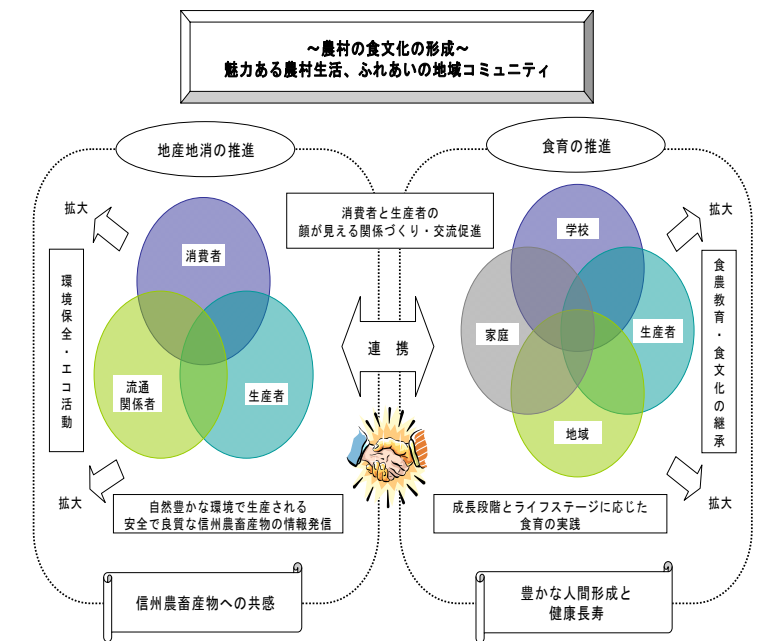 ～農村の食文化の形成～
魅力ある農村生活、ふれあいの地域コミュニティ
地産地消の推進
食育の推進
消費者と生産者の
顔が見える関係づくり・交流促進
拡大
拡大
消費者
学校
環境保全・エコ活動
食農教育・食文化の継承
家庭
生産者
連 携
流通
関係者
生産者
地域
拡大
拡大
自然豊かな環境で生産される
安全で良質な信州農畜産物の情報発信
成長段階とライフステージに応じた
食育の実践
信州農畜産物への共感
豊かな人間形成と
健康長寿